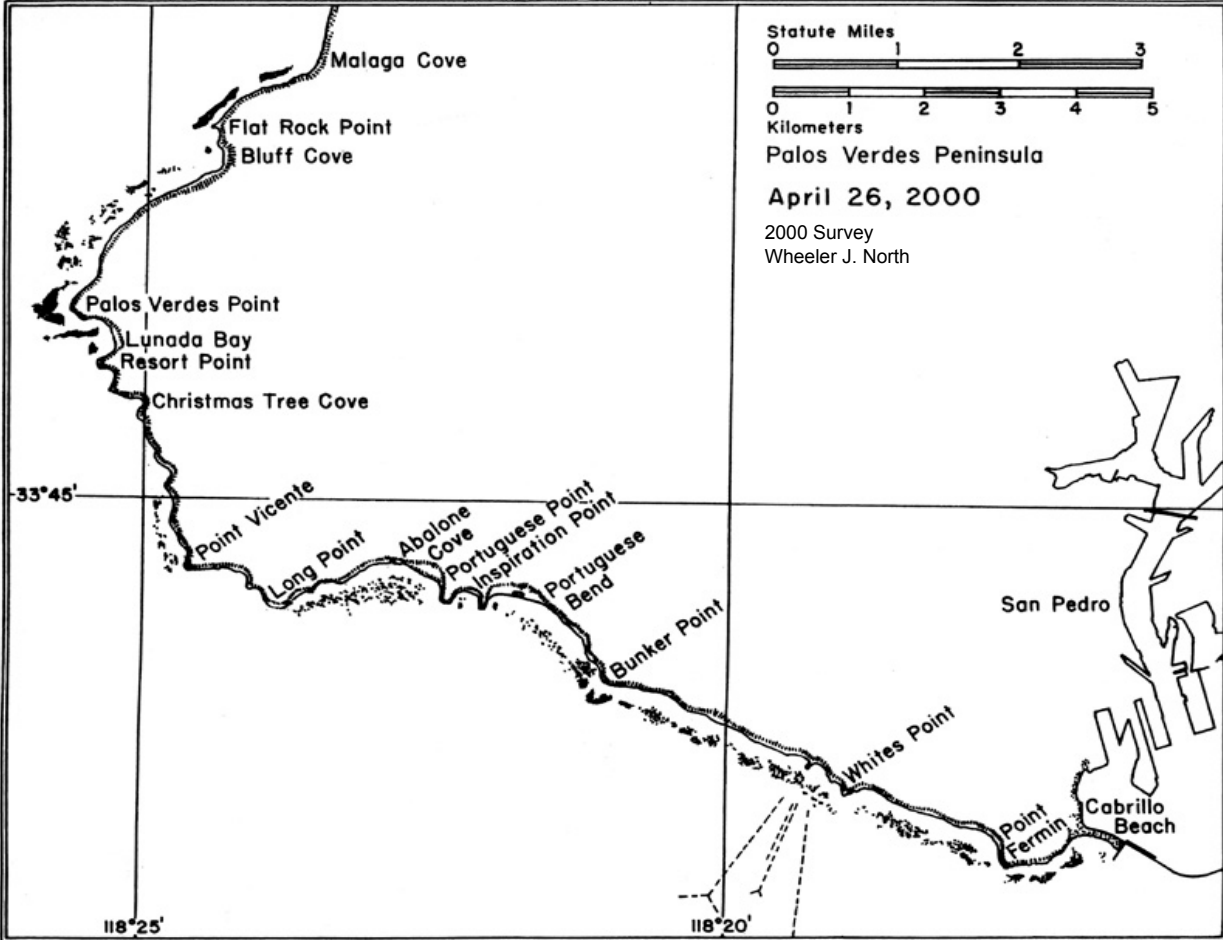 Statute Miles
0 1 2 3
0 1 2 3 4 5
Kilometers
Palos Verdes Peninsula
April 26, 2000
2000 Survey
Wheeler J. North
Malaga Cove
Flat Rock Point
Bluff Cove
Palos Verdes Point
Lunada Bay
Resort Point
Christmas Tree Cove
33°45'
Point Vicente
Long Point
Abalone
Cove
Portuguese Point
Inspiration Point
Portuguese
Bend
Bunker Point
San Pedro
Whites Point
Point
Fermin
Cabrillo
Beach
118°25'
118°20'